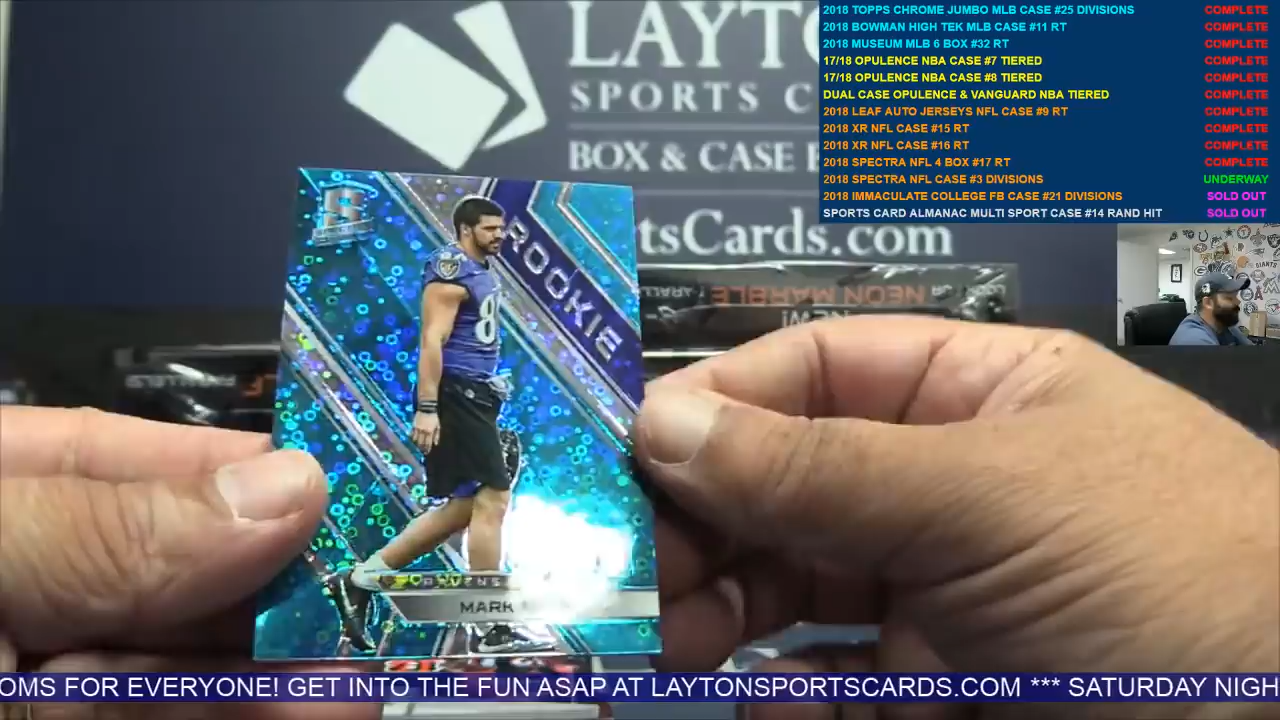 LAYTO
SPORTS C
BOX & CASE
tsCards.com
2018 TOPPS CHROME JUMBO MLB CASE #25 DIVISIONS COMPLETE
2018 BOWMAN HIGH TEK MLB CASE #11 RT COMPLETE
2018 MUSEUM MLB 6 BOX #32 RT COMPLETE
17/18 OPULENCE NBA CASE #7 TIERED COMPLETE
17/18 OPULENCE NBA CASE #8 TIERED COMPLETE
DUAL CASE OPULENCE & VANGUARD NBA TIERED COMPLETE
2018 LEAF AUTO JERSEYS NFL CASE #9 RT COMPLETE
2018 XR NFL CASE #15 RT COMPLETE
2018 XR NFL CASE #16 RT COMPLETE
2018 SPECTRA NFL 4 BOX #17 RT COMPLETE
2018 SPECTRA NFL CASE #3 DIVISIONS UNDERWAY
2018 IMMACULATE COLLEGE FB CASE #21 DIVISIONS SOLD OUT
SPORTS CARD ALMANAC MULTI SPORT CASE #14 RAND HIT SOLD OUT
NEON MARBLE
NEW!
ROOKIE
8
RAVENS
MARK
OMS FOR EVERYONE! GET INTO THE FUN ASAP AT LAYTONSPORTSCARDS.COM *** SATURDAY NIGH